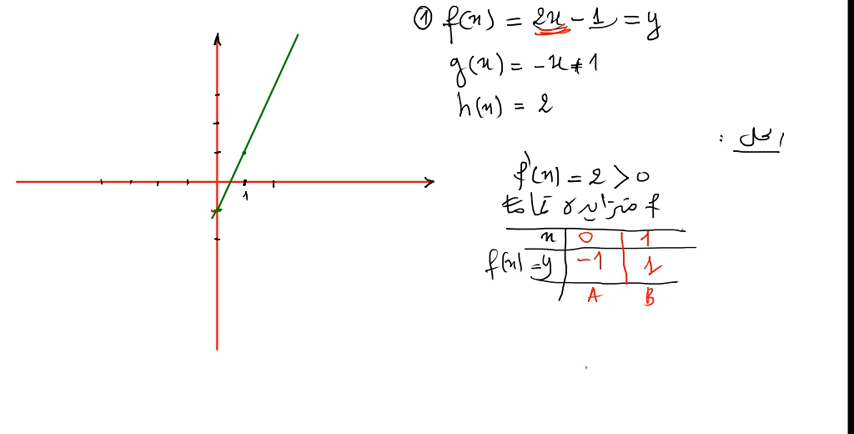 ① f(x) = 2x - 1 = y
g(x) = -x + 1
h(x) = 2
الحل :
f'(x) = 2 > 0
f متزايدة تماما
x 0 1
f(x) = y -1 1
A B
1